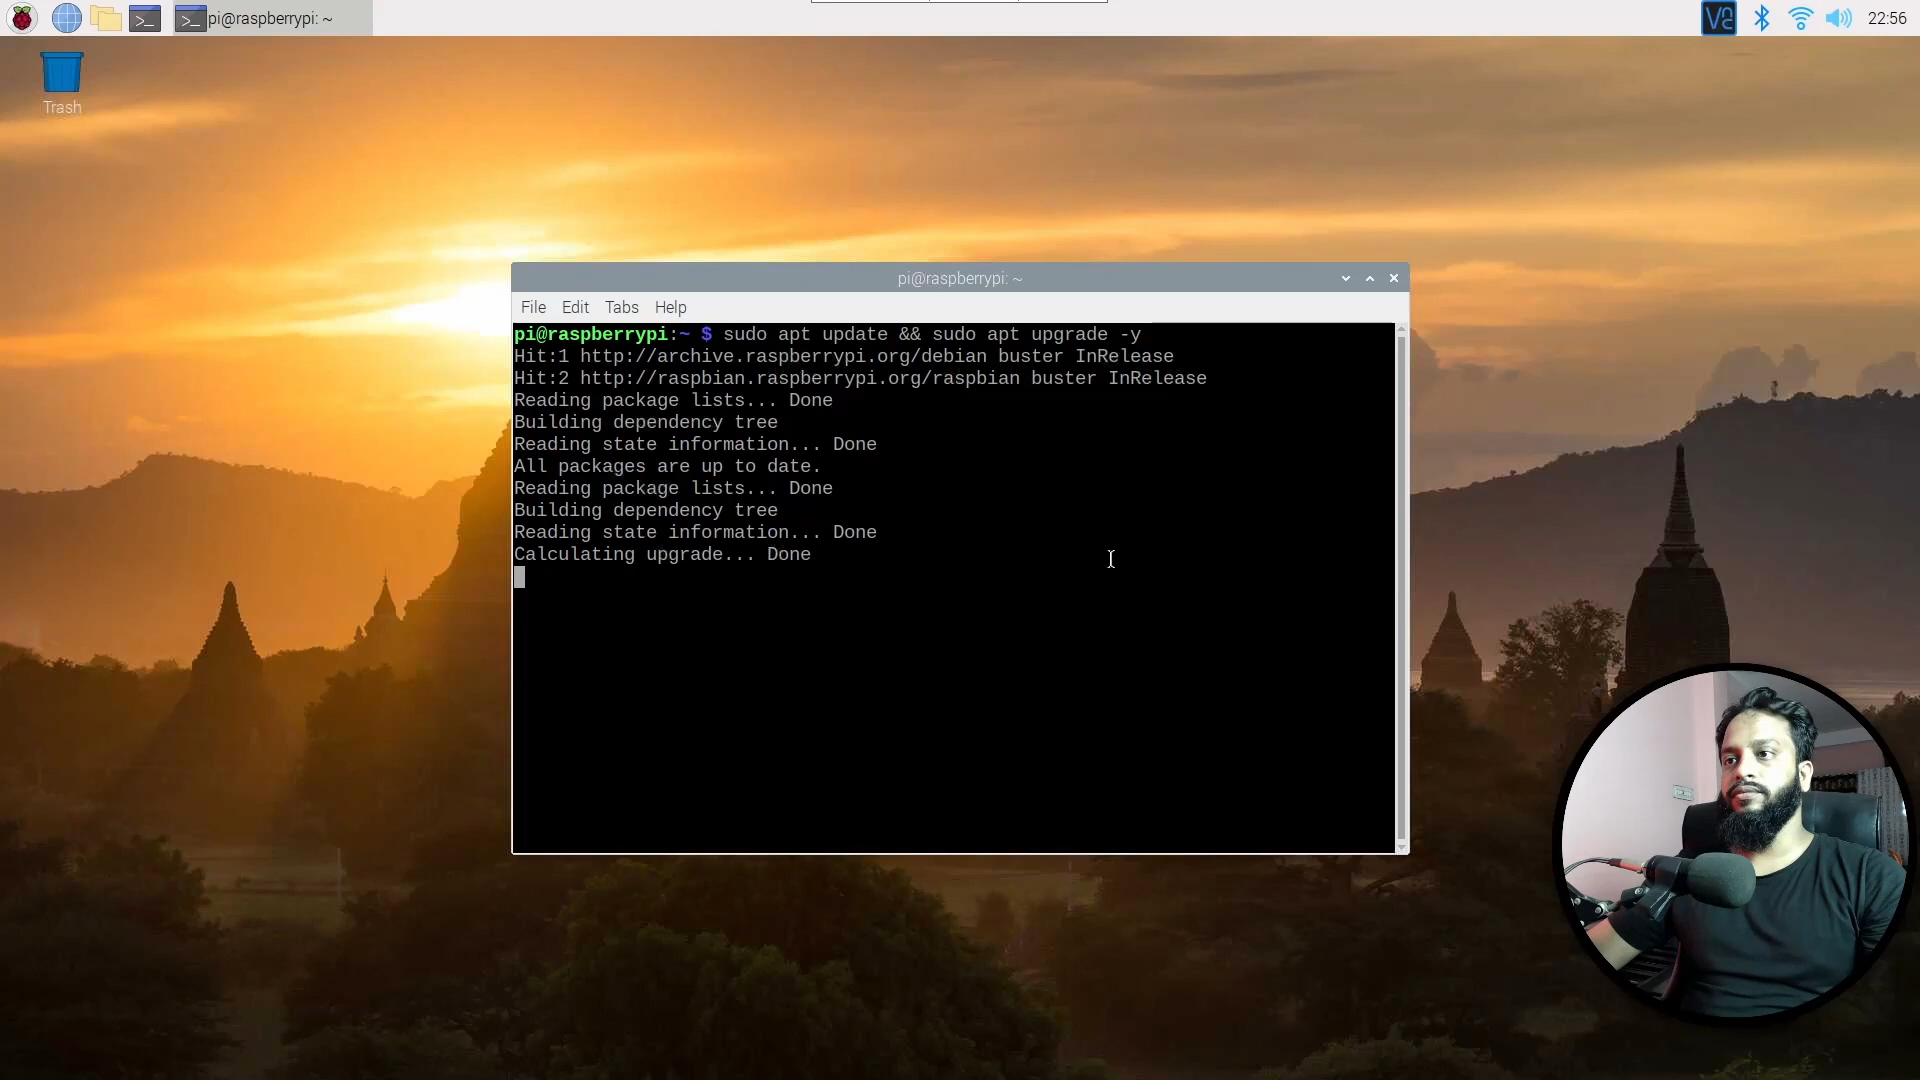 pi@raspberrypi: ~
22:56
Trash
pi@raspberrypi: ~
File Edit Tabs Help
pi@raspberrypi:~ $ sudo apt update && sudo apt upgrade -y
Hit:1 http://archive.raspberrypi.org/debian buster InRelease
Hit:2 http://raspbian.raspberrypi.org/raspbian buster InRelease
Reading package lists... Done
Building dependency tree
Reading state information... Done
All packages are up to date.
Reading package lists... Done
Building dependency tree
Reading state information... Done
Calculating upgrade... Done